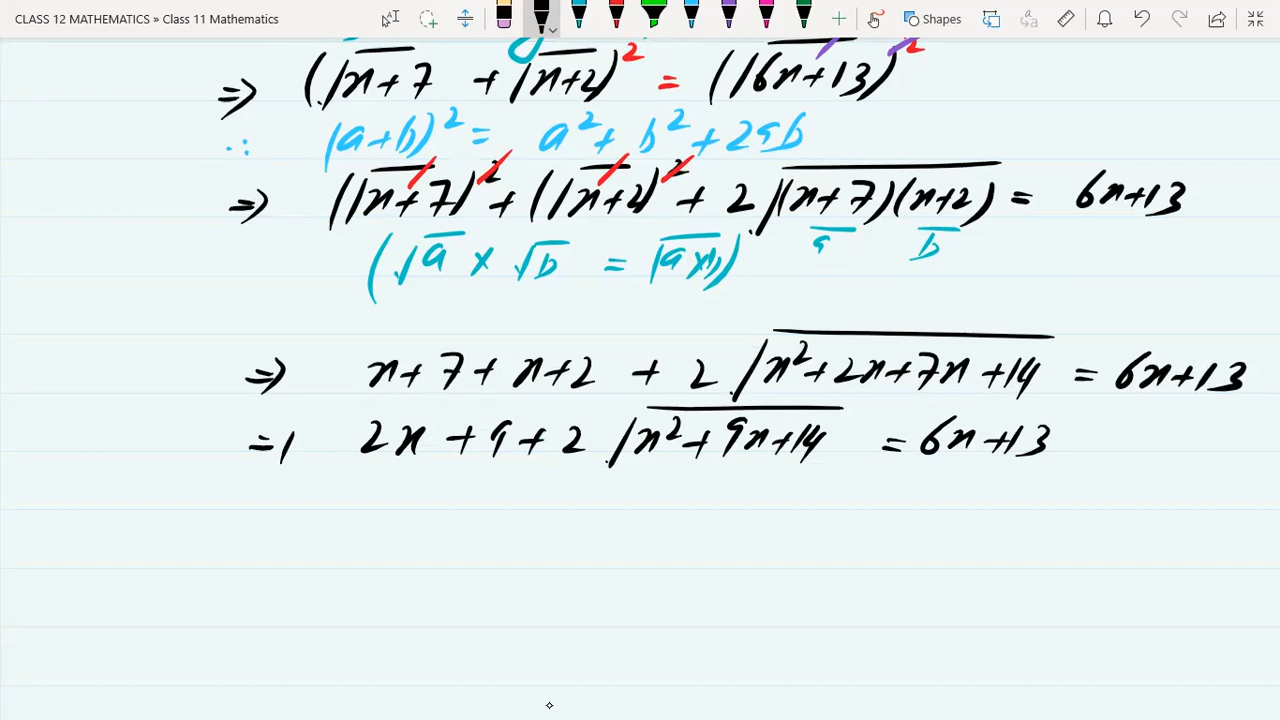 CLASS 12 MATHEMATICS » Class 11 Mathematics
Shapes
=> (√x+7 + √x+2)² = (√6x+13)²
∴ (a+b)² = a² + b² + 2ab
=> (√x+7)² + (√x+2)² + 2√(x+7)(x+2) = 6x+13
(√a × √b = √a×b) a b
=> x+7+x+2 + 2√x²+2x+7x+14 = 6x+13
=> 2x+9+2√x²+9x+14 = 6x+13